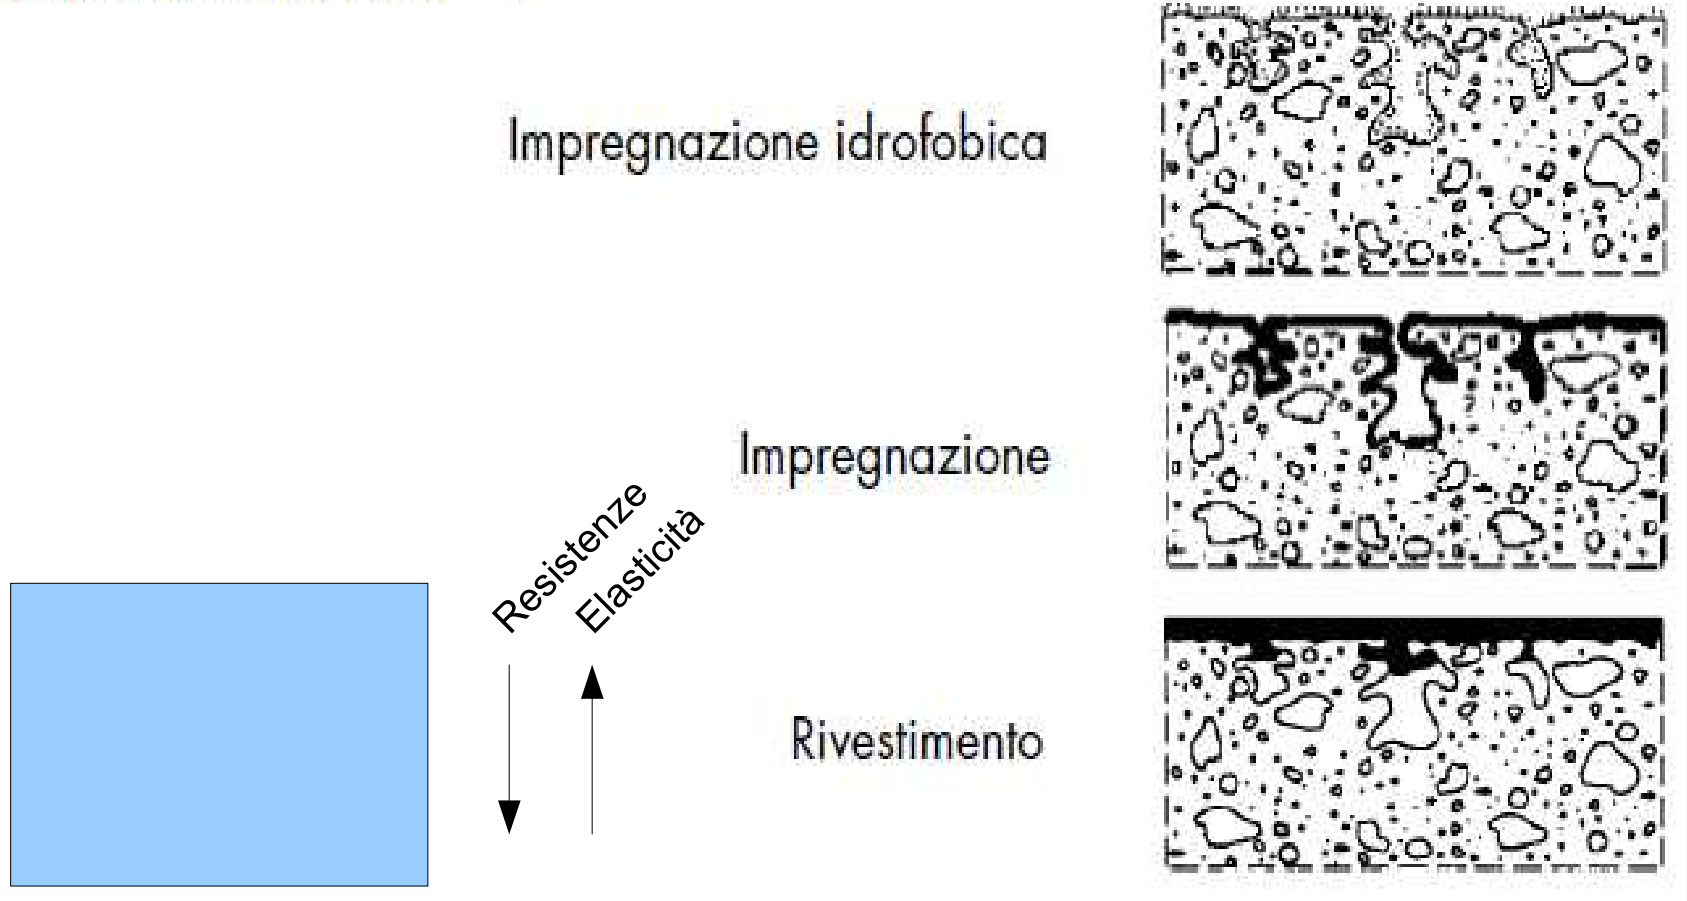 Impregnazione idrofobica
Impregnazione
Resistenze
Elasticità
Rivestimento